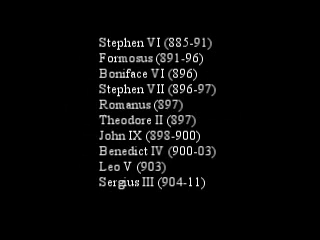 Stephen VI (885-91)
Formosus (891-96)
Boniface VI (896)
Stephen VII (896-97)
Romanus (897)
Theodore II (897)
John IX (898-900)
Benedict IV (900-03)
Leo V (903)
Sergius III (904-11)